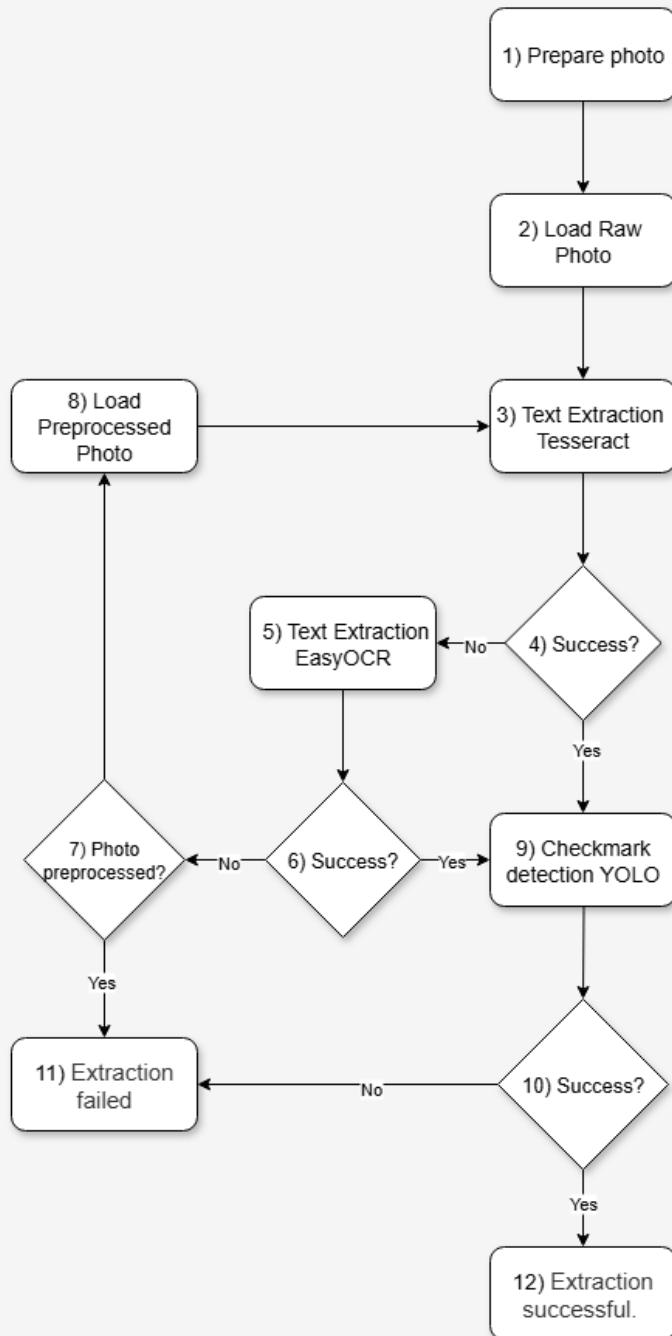 1) Prepare photo
2) Load Raw
Photo
8) Load
Preprocessed
Photo
3) Text Extraction
Tesseract
5) Text Extraction
EasyOCR
No
4) Success?
Yes
7) Photo
preprocessed?
No
6) Success?
Yes
9) Checkmark
detection YOLO
Yes
11) Extraction
failed
No
10) Success?
Yes
12) Extraction
successful.